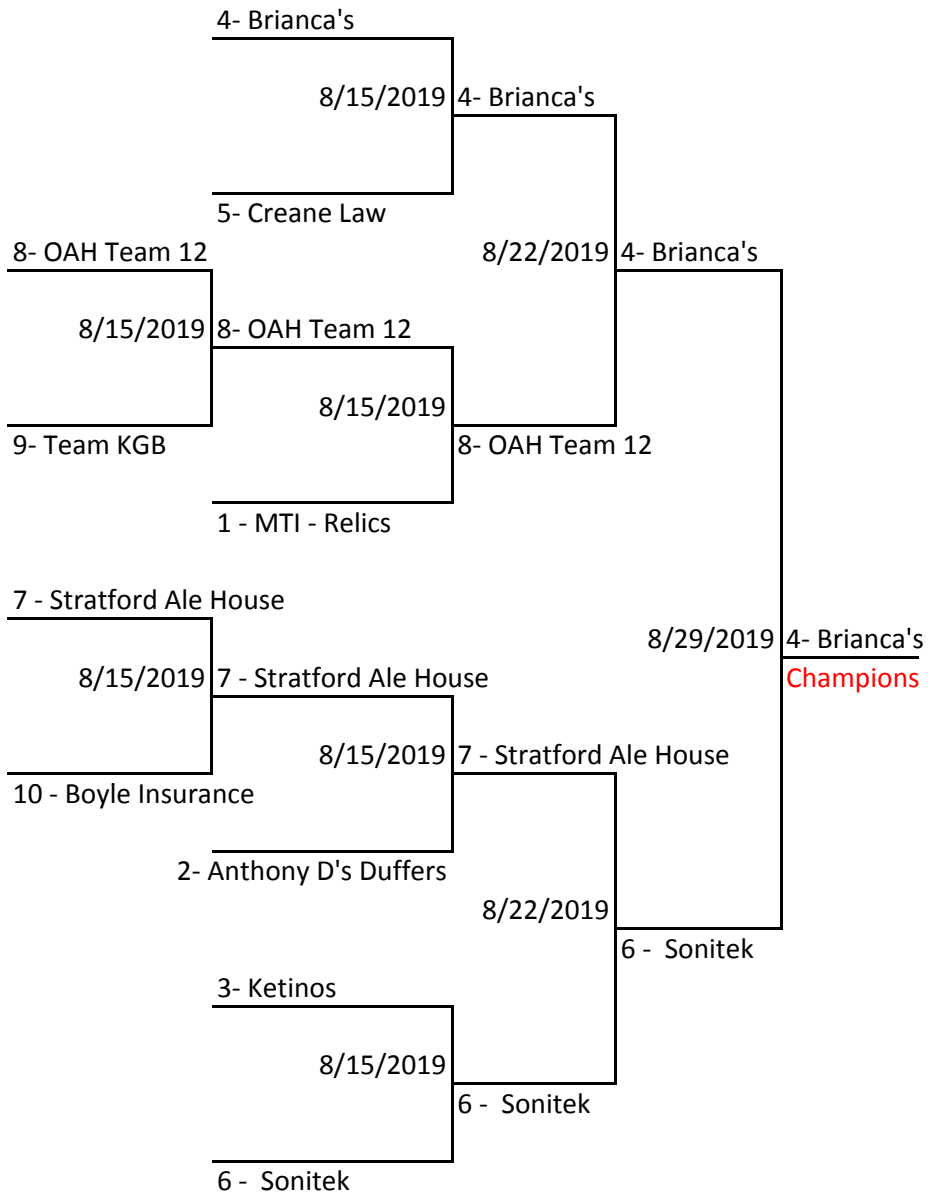 4- Brianca's
8/15/2019 4- Brianca's
5- Creane Law
8- OAH Team 12
8/22/2019 4- Brianca's
8/15/2019 8- OAH Team 12
8/15/2019
9- Team KGB
8- OAH Team 12
1 - MTI - Relics
7 - Stratford Ale House
8/29/2019 4- Brianca's
8/15/2019 7 - Stratford Ale House
Champions
8/15/2019 7 - Stratford Ale House
10 - Boyle Insurance
2- Anthony D's Duffers
8/22/2019
6 -  Sonitek
3- Ketinos
8/15/2019
6 -  Sonitek
6 -  Sonitek